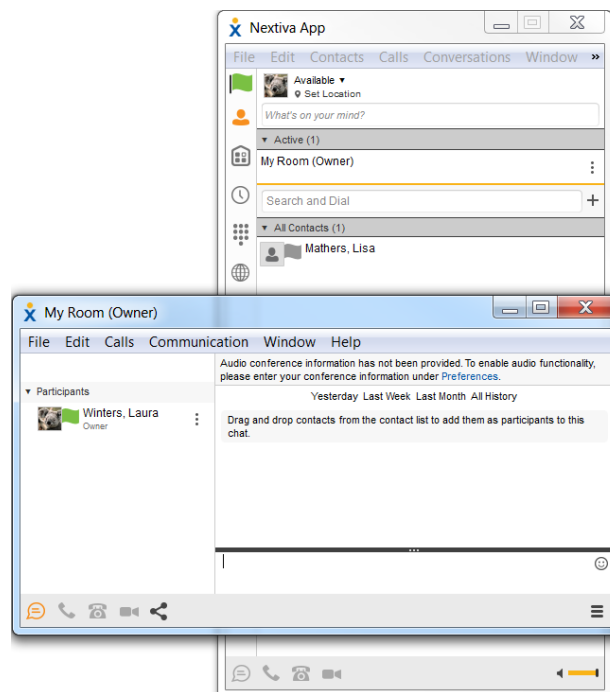 Nextiva App
File Edit Contacts Calls Conversations Window »
Available ▾
Set Location
What's on your mind?
▾ Active (1)
My Room (Owner)
Search and Dial
▾ All Contacts (1)
Mathers, Lisa
My Room (Owner)
File Edit Calls Communication Window Help
Audio conference information has not been provided. To enable audio functionality,
please enter your conference information under Preferences.
▾ Participants
Winters, Laura
Owner
Yesterday Last Week Last Month All History
Drag and drop contacts from the contact list to add them as participants to this
chat.